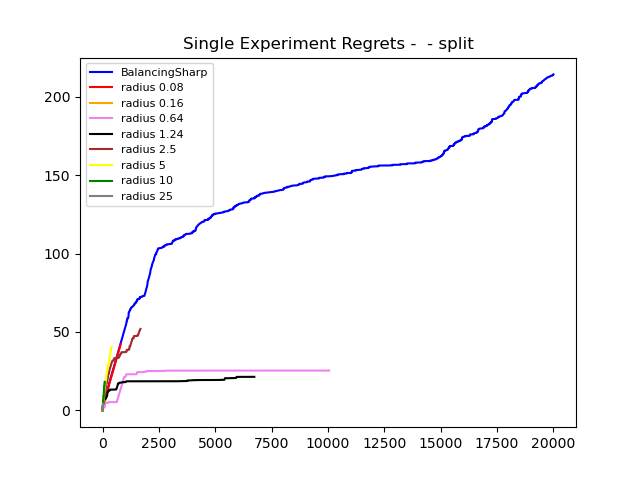 Single Experiment Regrets -  - split
BalancingSharp
radius 0.08
radius 0.16
radius 0.64
radius 1.24
radius 2.5
radius 5
radius 10
radius 25
200
150
100
50
0
0 2500 5000 7500 10000 12500 15000 17500 20000